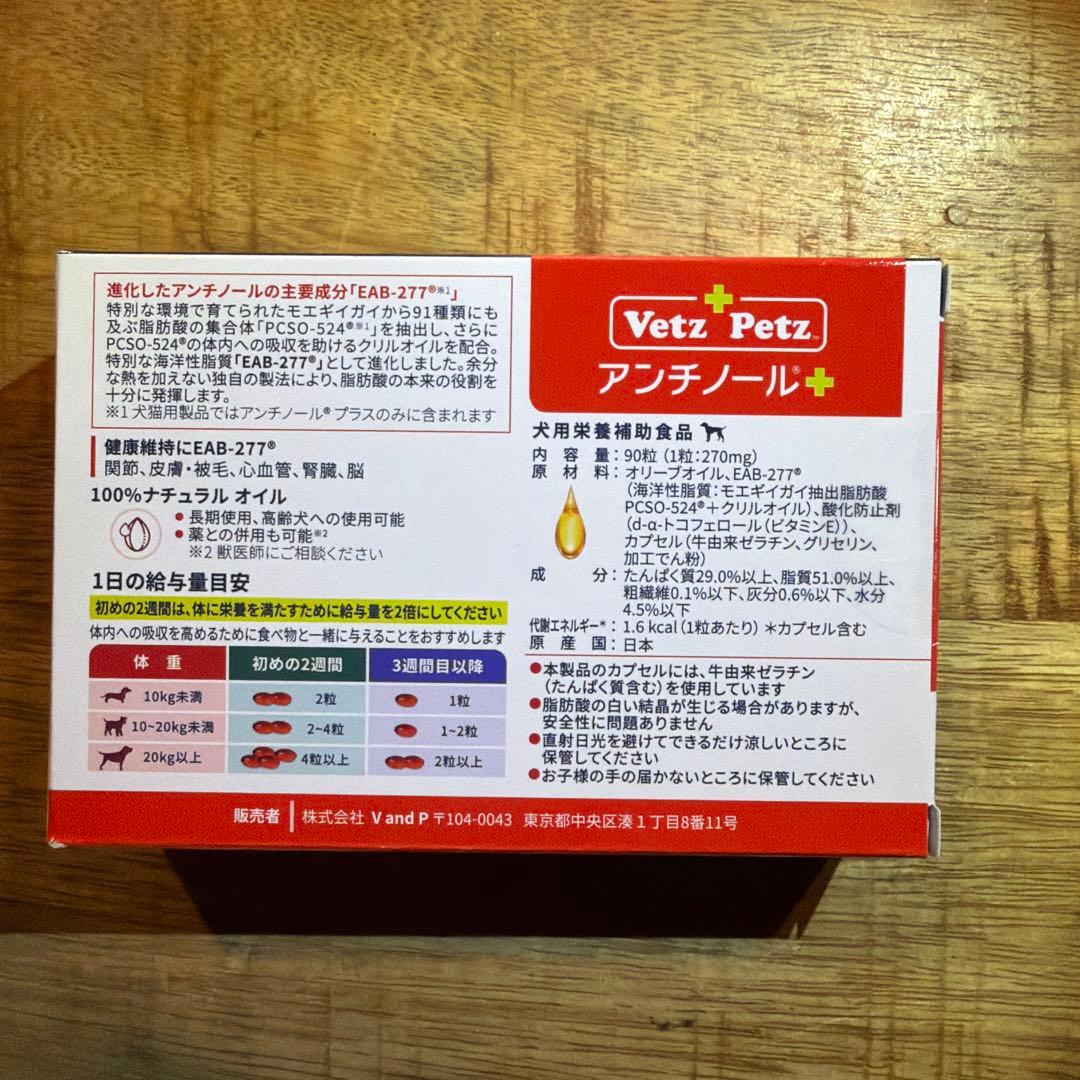 進化したアンチノールの主要成分「EAB-277®※1」
特別な環境で育てられたモエギイガイから91種類にも
及ぶ脂肪酸の集合体「PCSO-524®※1」を抽出し、さらに
PCSO-524®の体内への吸収を助けるクリルオイルを配合。
特別な海洋性脂質「EAB-277®」として進化しました。余分
な熱を加えない独自の製法により、脂肪酸の本来の役割を
十分に発揮します。
※1 犬猫用製品ではアンチノール® プラスのみに含まれます
健康維持にEAB-277®
関節、皮膚・被毛、心血管、腎臓、脳
100%ナチュラル オイル
● 長期使用、高齢犬への使用可能
● 薬との併用も可能※2
※2 獣医師にご相談ください
1日の給与量目安
初めの2週間は、体に栄養を満たすために給与量を2倍にしてください
体内への吸収を高めるために食べ物と一緒に与えることをおすすめします
体 重 初めの2週間 3週間目以降
10kg未満 2粒 1粒
10~20kg未満 2~4粒 1~2粒
20kg以上 4粒以上 2粒以上
Vetz Petz™
アンチノール®
犬用栄養補助食品
内 容 量：90粒（1粒：270mg）
原 材 料：オリーブオイル、EAB-277®
（海洋性脂質：モエギイガイ抽出脂肪酸
PCSO-524®＋クリルオイル）、酸化防止剤
（d-α-トコフェロール（ビタミンE））、
カプセル（牛由来ゼラチン、グリセリン、
加工でん粉）
成 分：たんぱく質29.0%以上、脂質51.0%以上、
粗繊維0.1%以下、灰分0.6%以下、水分
4.5%以下
代謝エネルギー＊：1.6 kcal（1粒あたり）＊カプセル含む
原 産 国：日本
●本製品のカプセルには、牛由来ゼラチン
（たんぱく質含む）を使用しています
●脂肪酸の白い結晶が生じる場合がありますが、
安全性に問題ありません
●直射日光を避けてできるだけ涼しいところに
保管してください
●お子様の手の届かないところに保管してください
販売者 株式会社 V and P 〒104-0043 東京都中央区湊1丁目8番11号